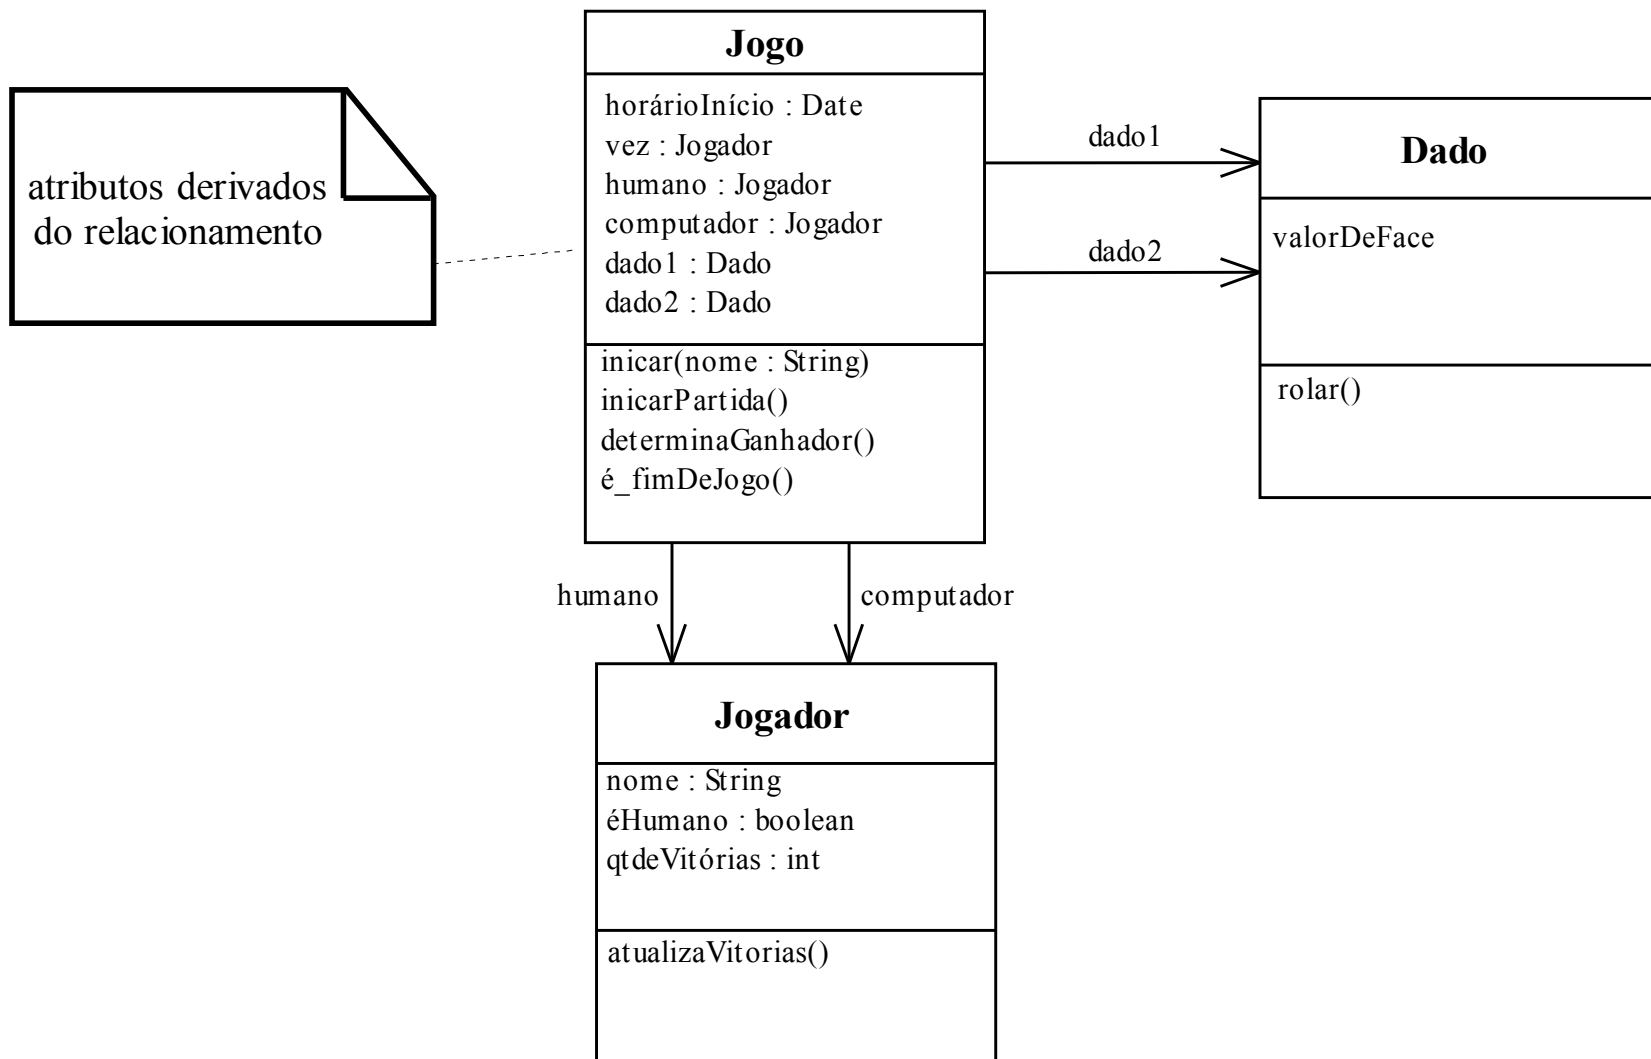 Jogo
horárioInício : Date
vez : Jogador
humano : Jogador
computador : Jogador
dado1 : Dado
dado2 : Dado
inicar(nome : String)
inicarPartida()
determinaGanhador()
é_fimDeJogo()
atributos derivados
do relacionamento
dado1
dado2
Dado
valorDeFace
rolar()
humano
computador
Jogador
nome : String
éHumano : boolean
qtdeVitórias : int
atualizaVitorias()